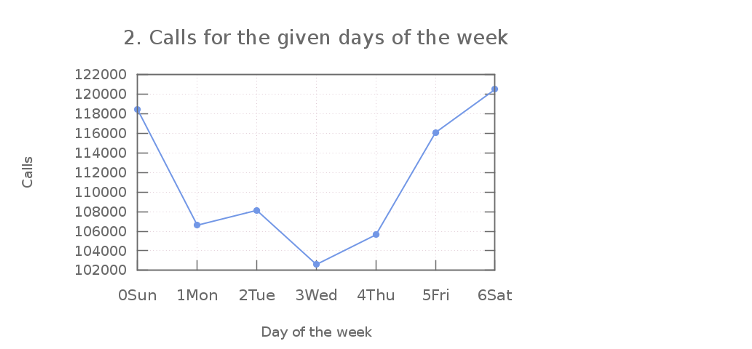 2. Calls for the given days of the week
122000
120000
118000
116000
114000
112000
110000
108000
106000
104000
102000
Calls
0Sun 1Mon 2Tue 3Wed 4Thu 5Fri 6Sat
Day of the week